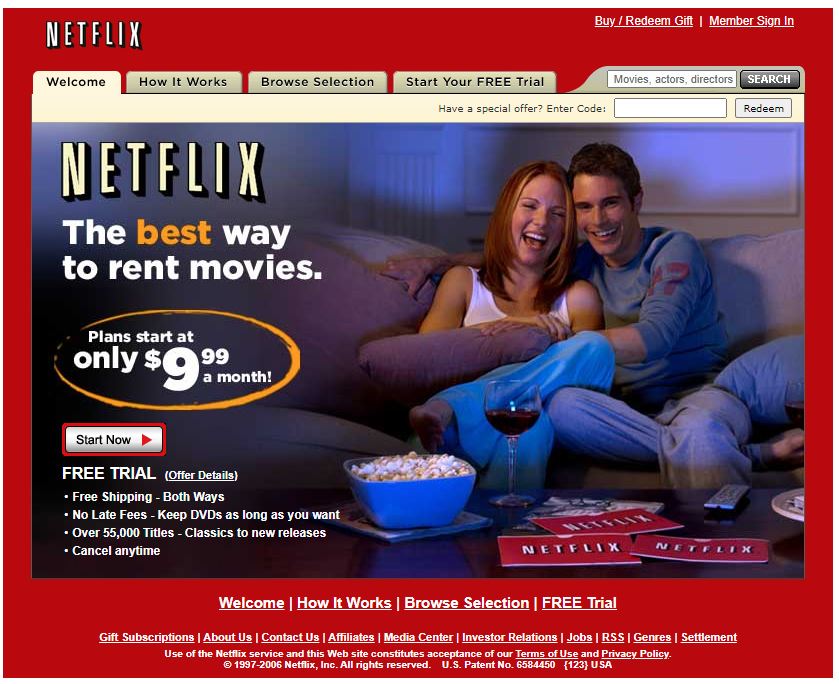 NETFLIX
Buy / Redeem Gift | Member Sign In
Welcome How It Works Browse Selection Start Your FREE Trial Movies, actors, directors SEARCH
Have a special offer? Enter Code: Redeem
NETFLIX
The best way
to rent movies.
Plans start at
only $9.99
a month!
Start Now
FREE TRIAL (Offer Details)
• Free Shipping - Both Ways
• No Late Fees - Keep DVDs as long as you want
• Over 55,000 Titles - Classics to new releases
• Cancel anytime
NETFLIX
NETFLIX
NETFLIX
Welcome | How It Works | Browse Selection | FREE Trial
Gift Subscriptions | About Us | Contact Us | Affiliates | Media Center | Investor Relations | Jobs | RSS | Genres | Settlement
Use of the Netflix service and this Web site constitutes acceptance of our Terms of Use and Privacy Policy.
© 1997-2006 Netflix, Inc. All rights reserved. U.S. Patent No. 6584450 {123} USA